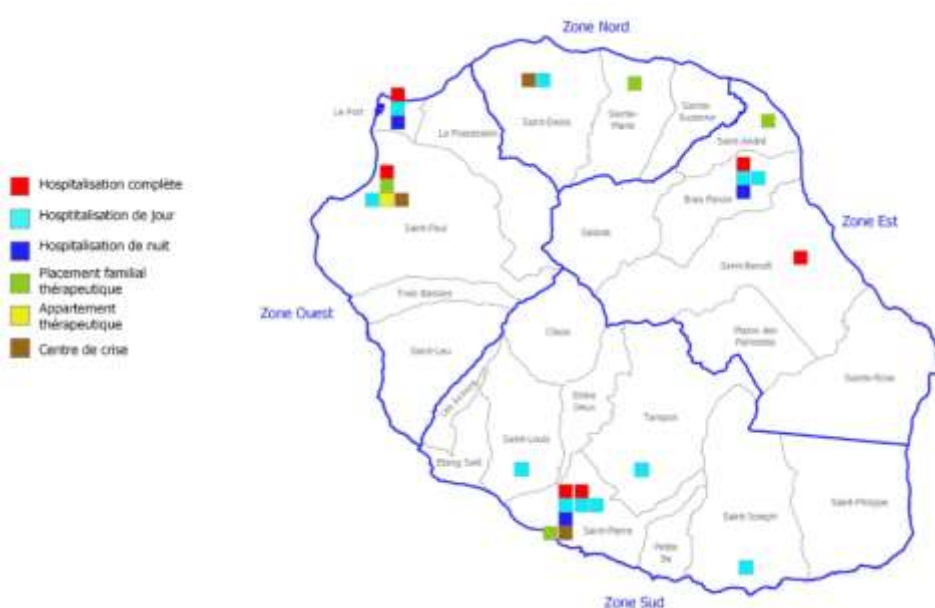 Zone Nord
Le Port
La Possession
Saint-Denis
Sainte-
Marie
Sainte-
Suzanne
Saint-André
Hospitalisation complète
Hosptitalisation de jour
Hospitalisation de nuit
Placement familial
thérapeutique
Appartement
thérapeutique
Centre de crise
Saint-Paul
Bras Panon
Salazie
Zone Est
Saint-Benoît
Zone Ouest
Trois Bassins
Saint-Leu
Cilaos
Plaine des
Palmistes
Sainte-Rose
Entre
Deux
Tampon
Saint-Louis
Etang Salé
Saint-Pierre
Petite
Ile
Saint-Joseph
Saint-Philippe
Zone Sud